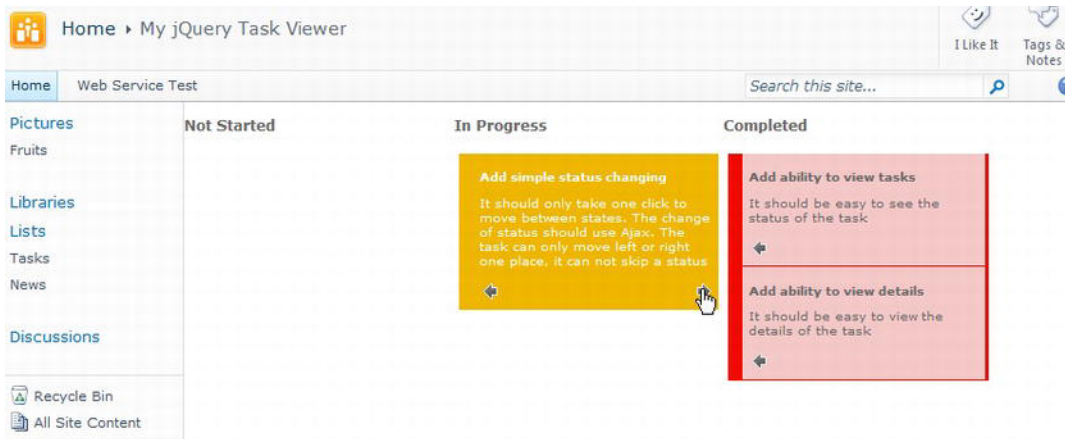 Home ▸ My jQuery Task Viewer
I Like It
Tags &
Notes
Home
Web Service Test
Search this site...
Pictures
Fruits
Libraries
Lists
Tasks
News
Discussions
Recycle Bin
All Site Content
Not Started
In Progress
Add simple status changing
It should only take one click to
move between states. The change
of status should use Ajax. The
task can only move left or right
one place, it can not skip a status
Completed
Add ability to view tasks
It should be easy to see the
status of the task
Add ability to view details
It should be easy to view the
details of the task